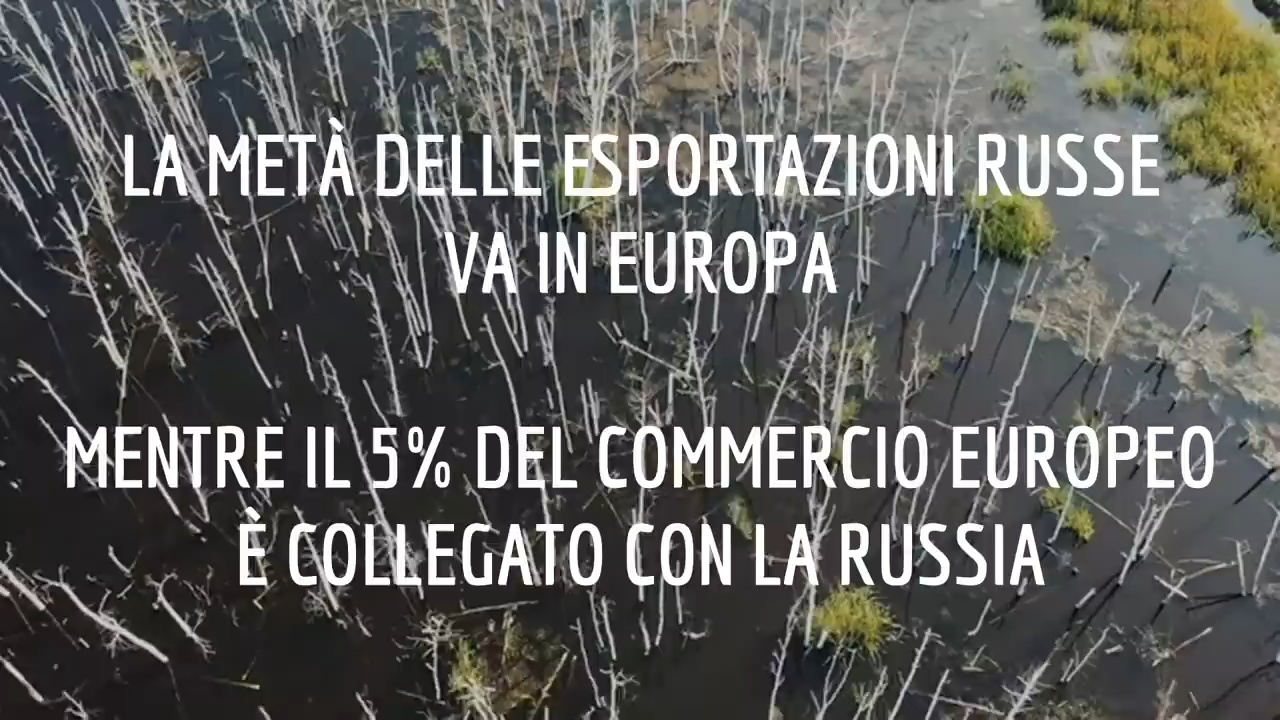 LA METÀ DELLE ESPORTAZIONI RUSSE
VA IN EUROPA
MENTRE IL 5% DEL COMMERCIO EUROPEO
È COLLEGATO CON LA RUSSIA